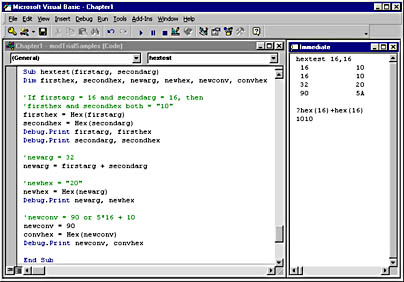 Microsoft Visual Basic - Chapter1
File Edit View Insert Debug Run Tools Add-Ins Window Help
Chapter1 - modTrialSamples (Code)
(General) hextest
Sub hextest(firstarg, secondarg)
Dim firsthex, secondhex, newarg, newhex, newconv, convhex
'If firstarg = 16 and secondarg = 16, then
'firsthex and secondhex both = "10"
firsthex = Hex(firstarg)
secondhex = Hex(secondarg)
Debug.Print firstarg, firsthex
Debug.Print secondarg, secondhex
'newarg = 32
newarg = firstarg + secondarg
'newhex = "20"
newhex = Hex(newarg)
Debug.Print newarg, newhex
'newconv = 90 or 5*16 + 10
newconv = 90
convhex = Hex(newconv)
Debug.Print newconv, convhex
End Sub
Immediate
hextest 16,16
16 10
16 10
32 20
90 5A
?hex(16)+hex(16)
1010